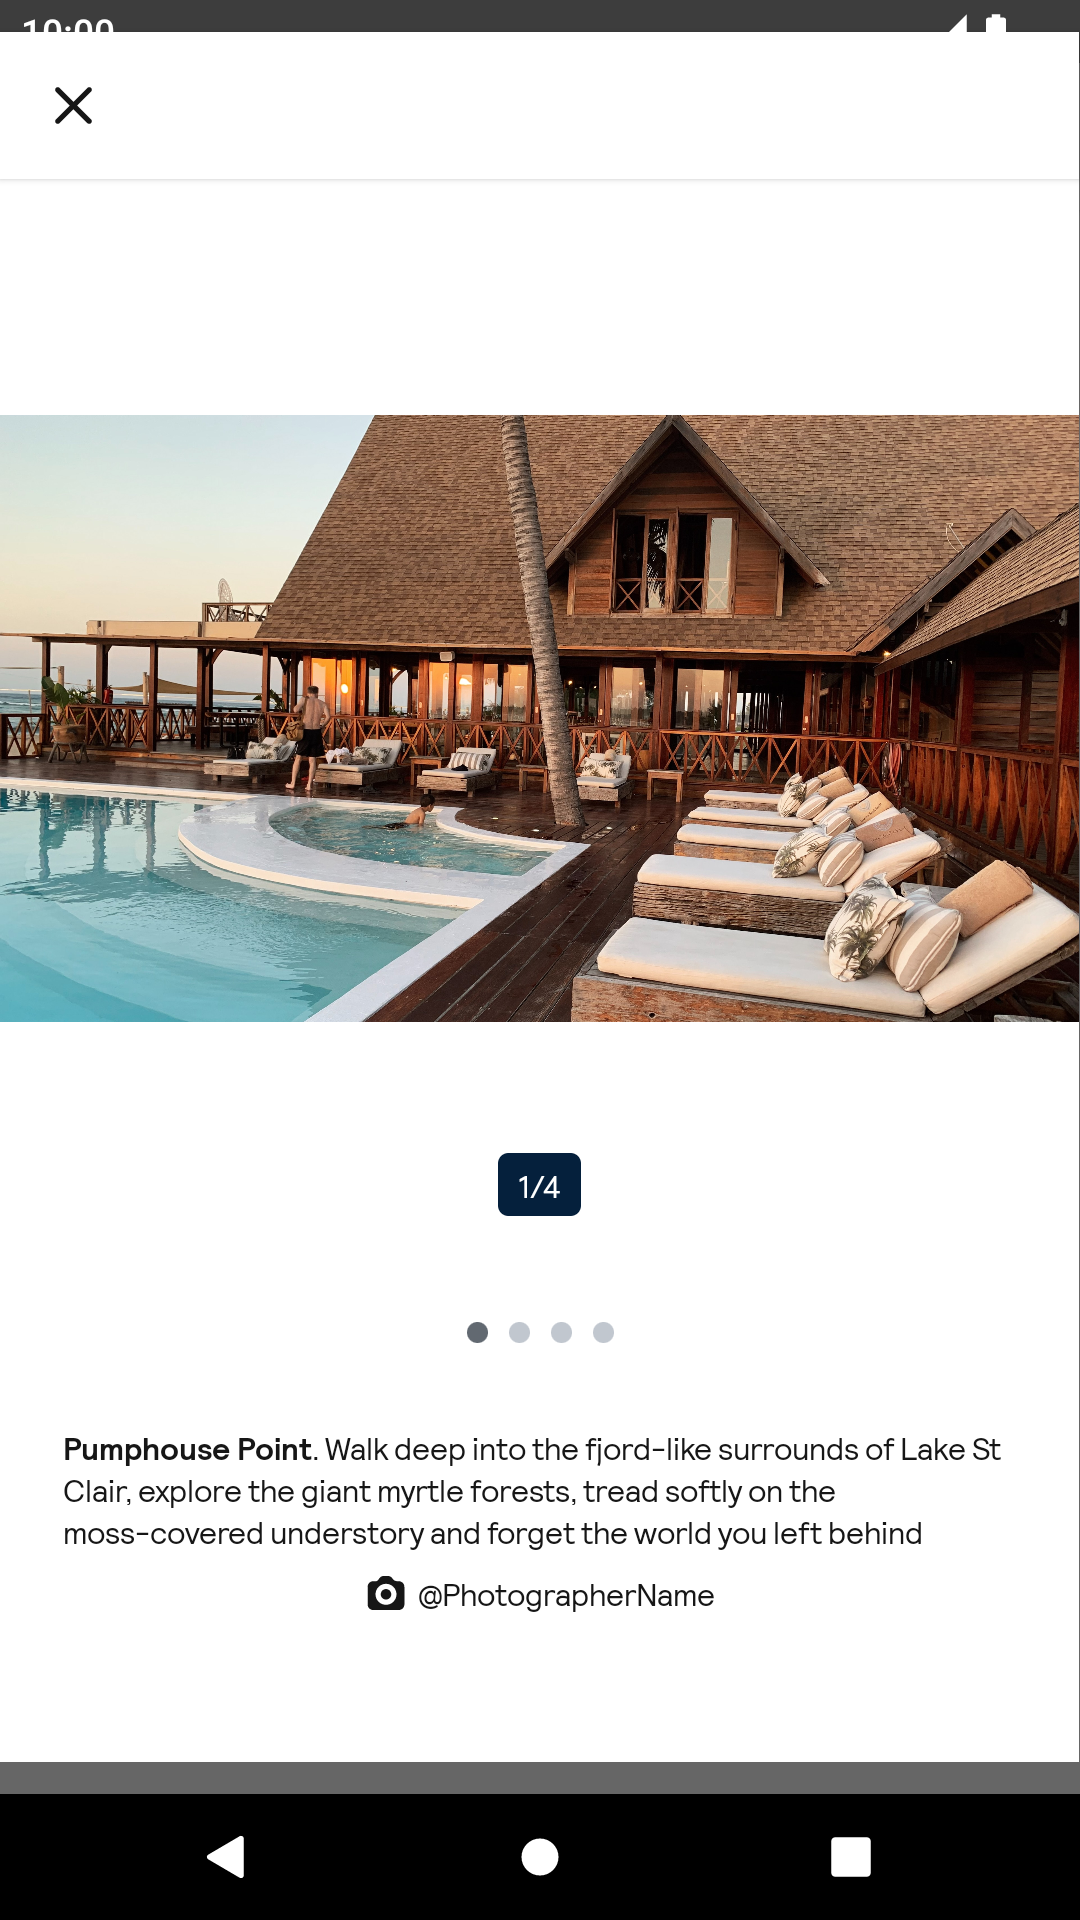 10:00
1/4
Pumphouse Point. Walk deep into the fjord-like surrounds of Lake St
Clair, explore the giant myrtle forests, tread softly on the
moss-covered understory and forget the world you left behind
@PhotographerName